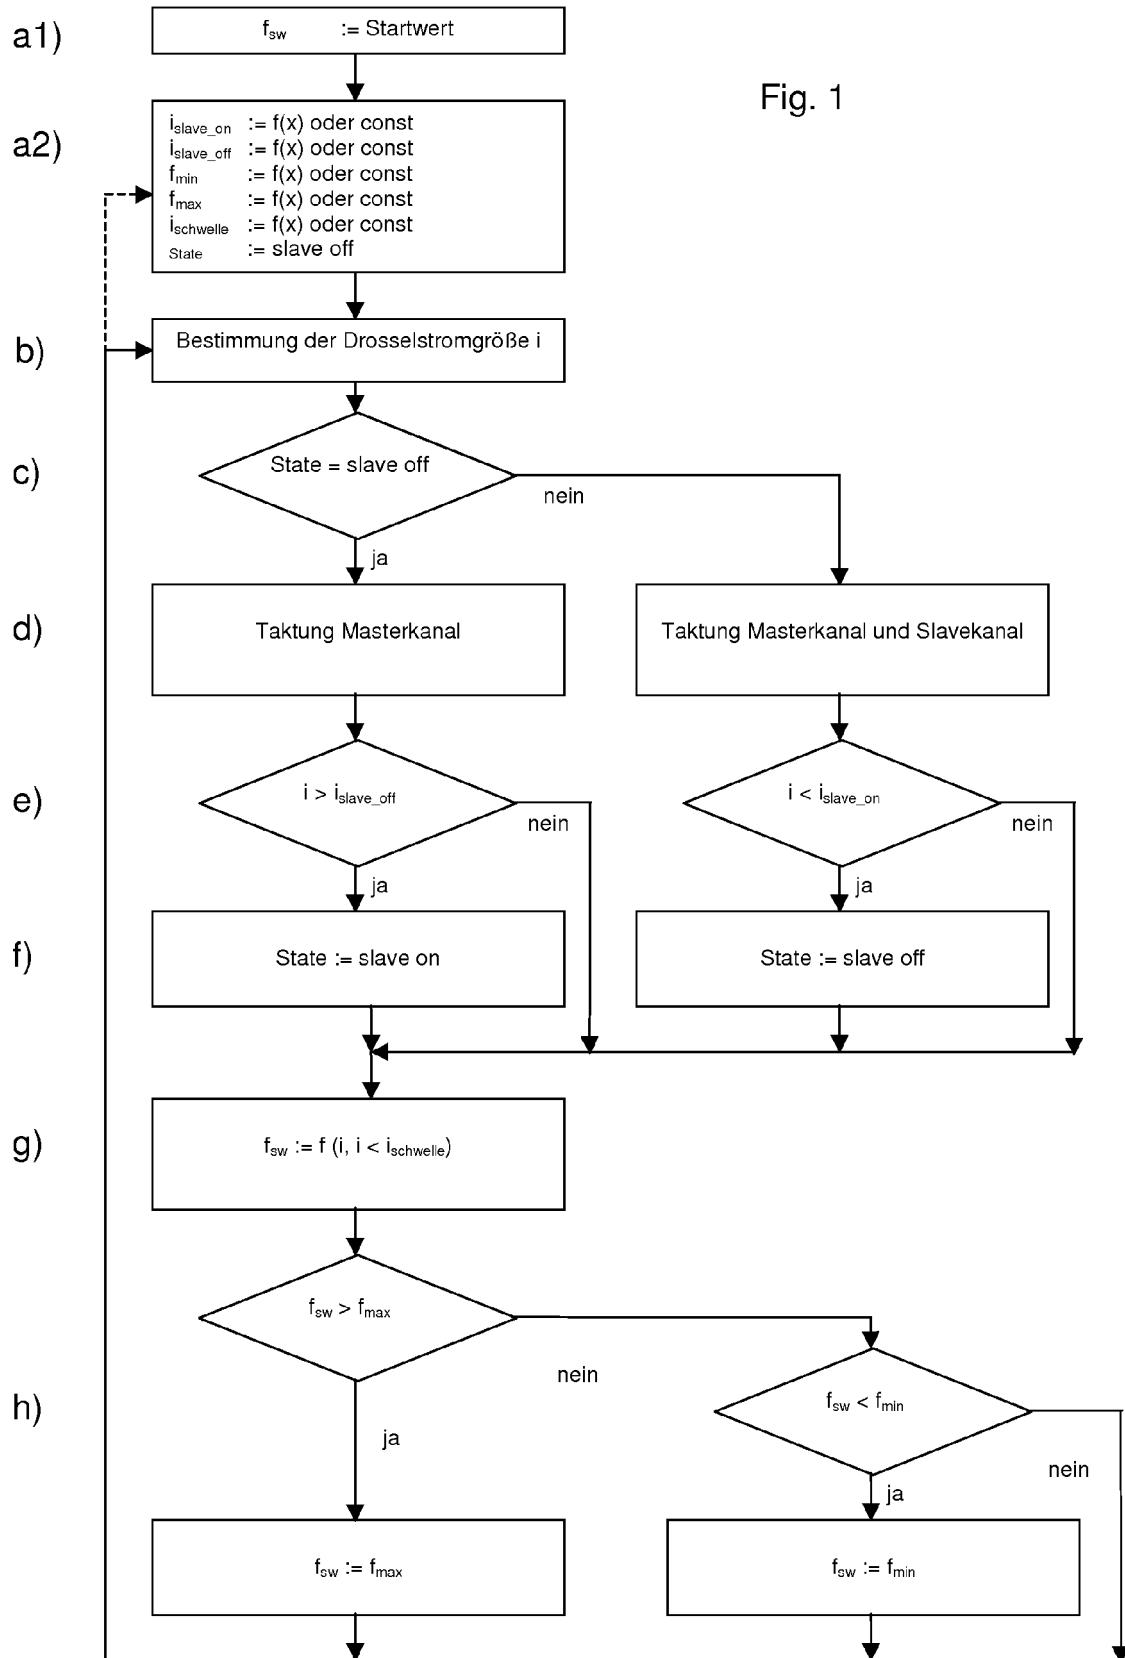 a1)
f_sw := Startwert
Fig. 1
a2)
i_slave_on := f(x) oder const
i_slave_off := f(x) oder const
f_min := f(x) oder const
f_max := f(x) oder const
i_schwelle := f(x) oder const
State := slave off
b)
Bestimmung der Drosselstromgröße i
c)
State = slave off
nein
ja
d)
Taktung Masterkanal
Taktung Masterkanal und Slavekanal
e)
i > i_slave_off
nein
ja
i < i_slave_on
nein
ja
f)
State := slave on
State := slave off
g)
f_sw := f (i, i < i_schwelle)
h)
f_sw > f_max
nein
ja
f_sw < f_min
nein
ja
f_sw := f_max
f_sw := f_min